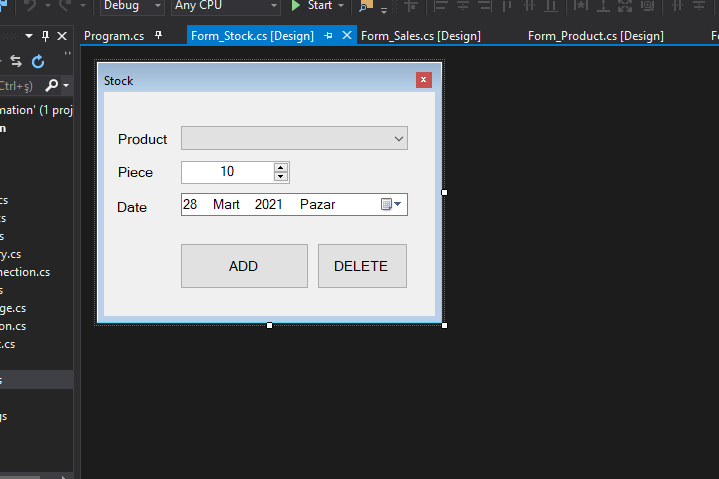 Debug Any CPU Start
Program.cs Form_Stock.cs [Design] Form_Sales.cs [Design] Form_Product.cs [Design]
Ctrl+ş)
mation' (1 proj
Stock
x
Product
Piece 10
Date 28 Mart 2021 Pazar
ADD DELETE
cs
ry.cs
nection.cs
ge.cs
on.cs
t.cs
gs